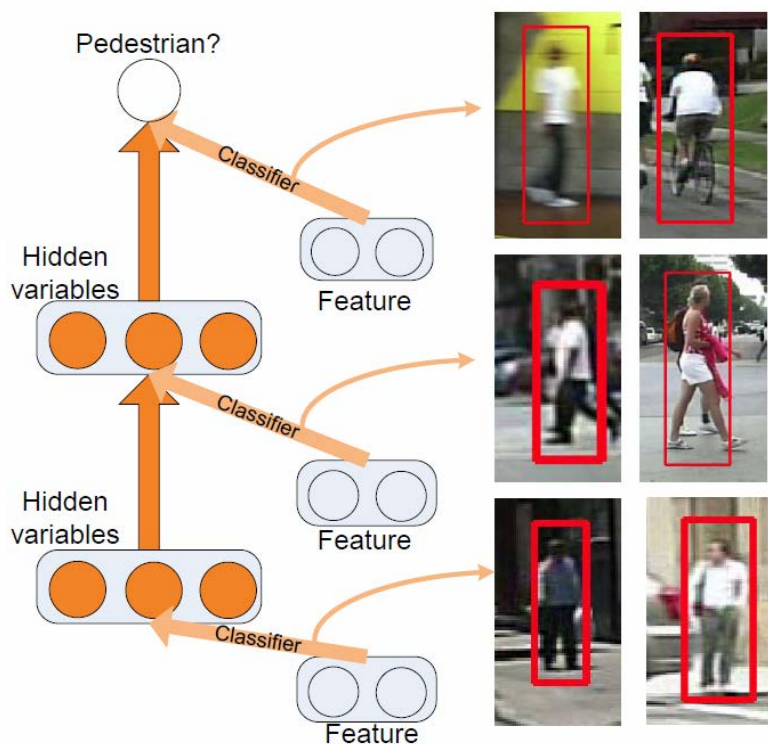 Pedestrian?
Classifier
Hidden
variables
Feature
Classifier
Hidden
variables
Feature
Classifier
Feature